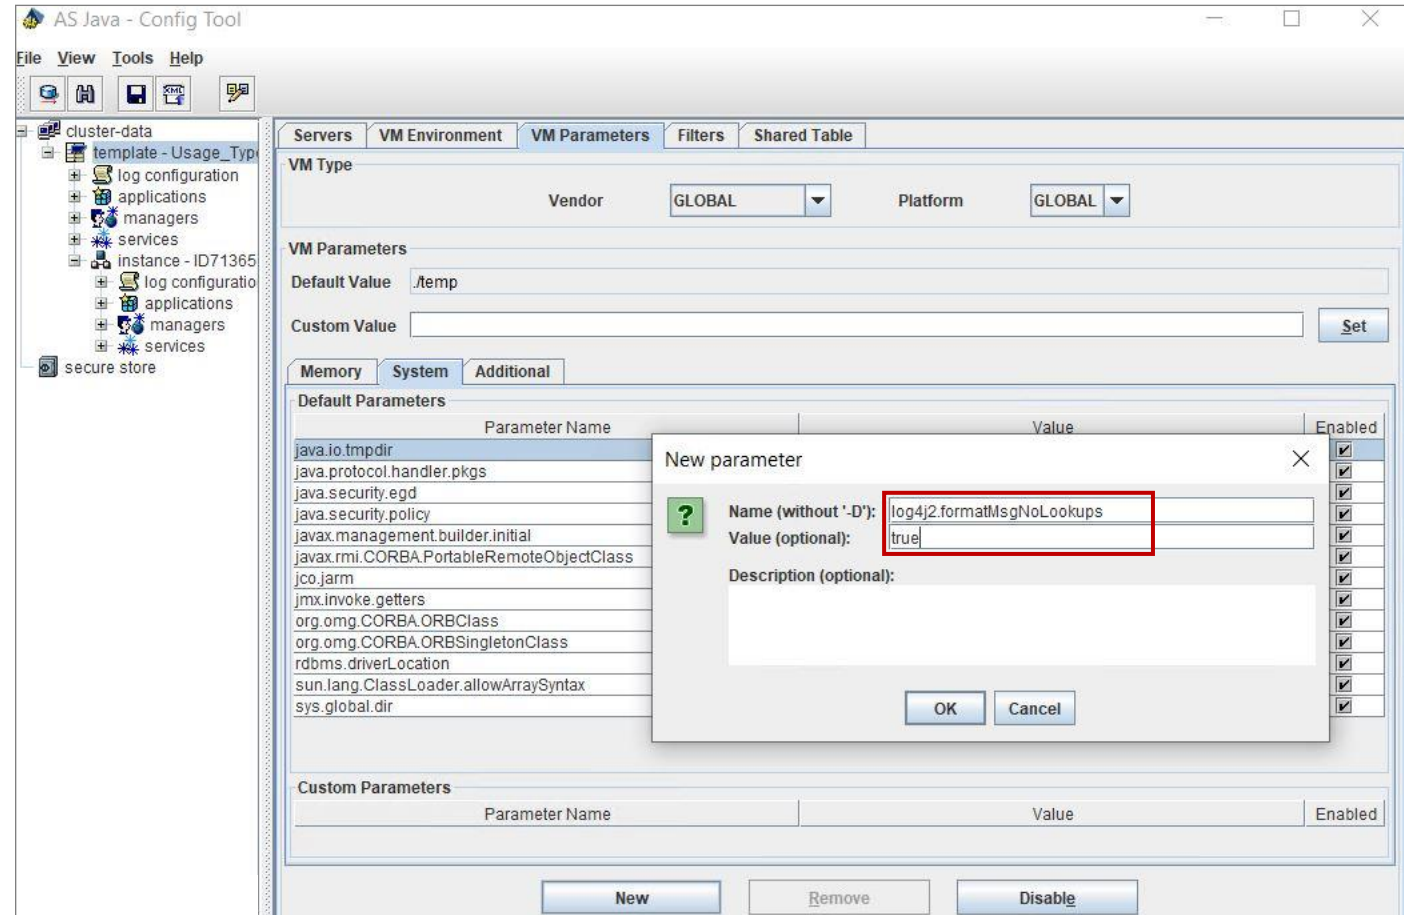 AS Java - Config Tool
File View Tools Help
cluster-data
template - Usage_Typ
log configuration
applications
managers
services
instance - ID71365
log configuratio
applications
managers
services
secure store
Servers VM Environment VM Parameters Filters Shared Table
VM Type
Vendor GLOBAL Platform GLOBAL
VM Parameters
Default Value ./temp
Custom Value Set
Memory System Additional
Default Parameters
Parameter Name Value Enabled
java.io.tmpdir
java.protocol.handler.pkgs
java.security.egd
java.security.policy
javax.management.builder.initial
javax.rmi.CORBA.PortableRemoteObjectClass
jco.jarm
jmx.invoke.getters
org.omg.CORBA.ORBClass
org.omg.CORBA.ORBSingletonClass
rdbms.driverLocation
sun.lang.ClassLoader.allowArraySyntax
sys.global.dir
New parameter
Name (without '-D'): log4j2.formatMsgNoLookups
Value (optional): true
Description (optional):
OK Cancel
Custom Parameters
Parameter Name Value Enabled
New Remove Disable